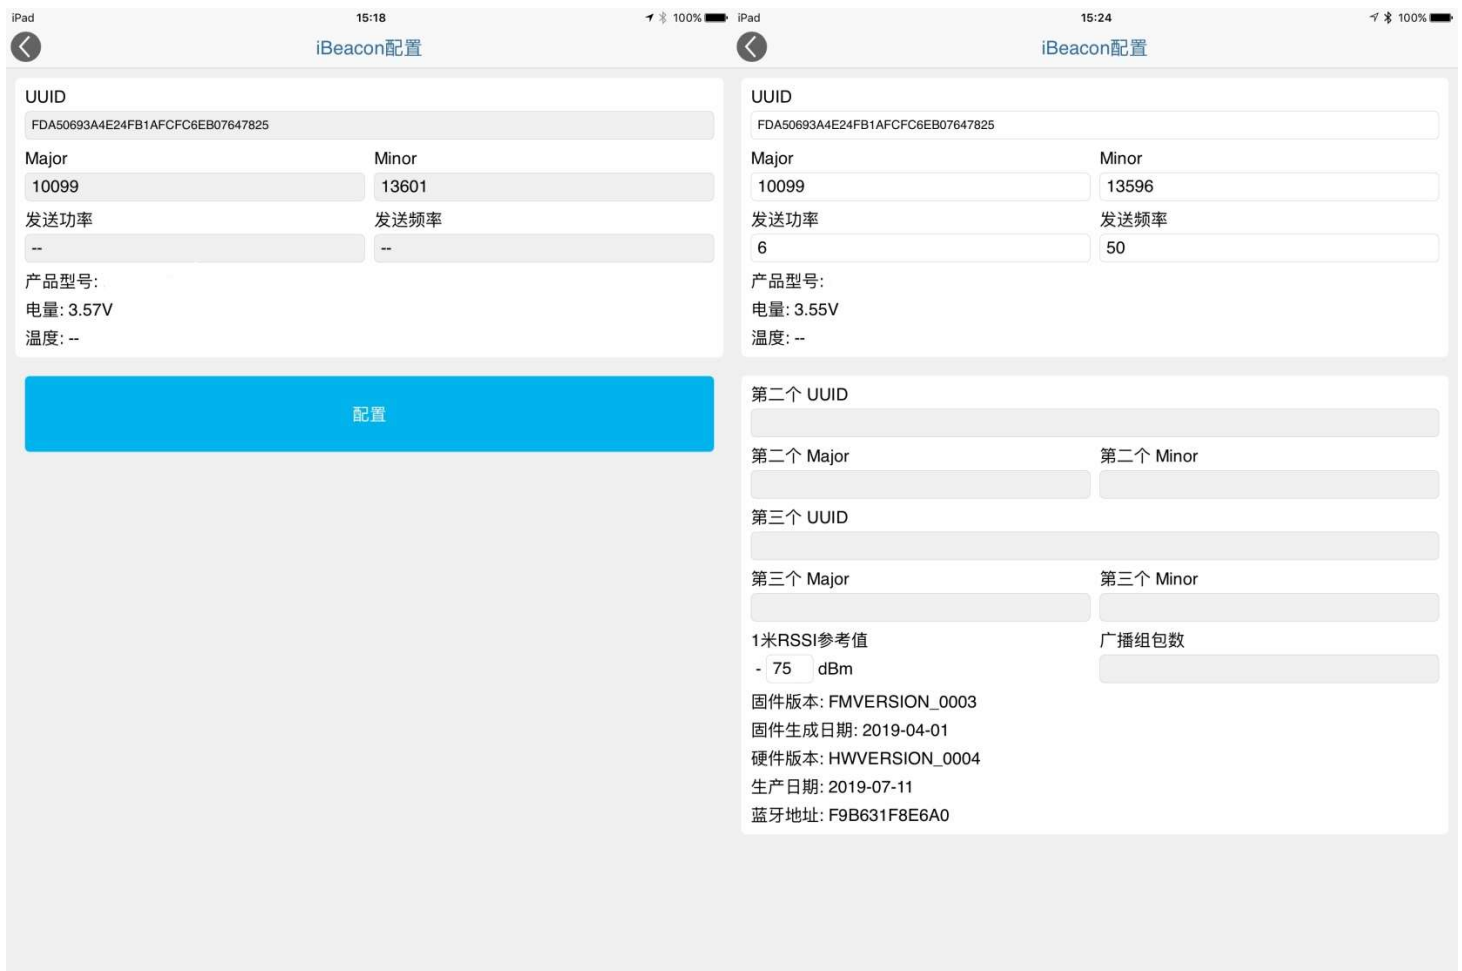 iPad 15:18 100%
iBeacon配置
UUID
FDA50693A4E24FB1AFCFC6EB07647825
Major Minor
10099 13601
发送功率 发送频率
-- --
产品型号:
电量: 3.57V
温度: --
配置
iPad 15:24 100%
iBeacon配置
UUID
FDA50693A4E24FB1AFCFC6EB07647825
Major Minor
10099 13596
发送功率 发送频率
6 50
产品型号:
电量: 3.55V
温度: --
第二个 UUID
第二个 Major 第二个 Minor
第三个 UUID
第三个 Major 第三个 Minor
1米RSSI参考值 广播组包数
- 75 dBm
固件版本: FMVERSION_0003
固件生成日期: 2019-04-01
硬件版本: HWVERSION_0004
生产日期: 2019-07-11
蓝牙地址: F9B631F8E6A0